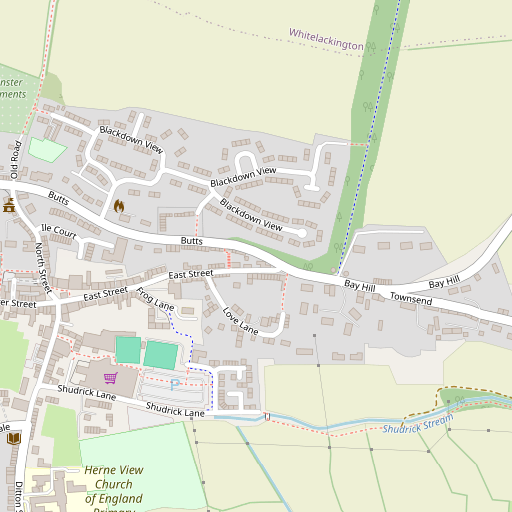 Whitelackington
nster
ments
Blackdown View
Old Road
Blackdown View
Butts
Blackdown View
Ile Court
Butts
North Street
East Street
Bay Hill
Bay Hill
Townsend
East Street
er Street
Frog Lane
Love Lane
Shudrick Lane
P
Shudrick Lane
Shudrick Stream
ale
Herne View
Church
of England
Primary
Ditton S